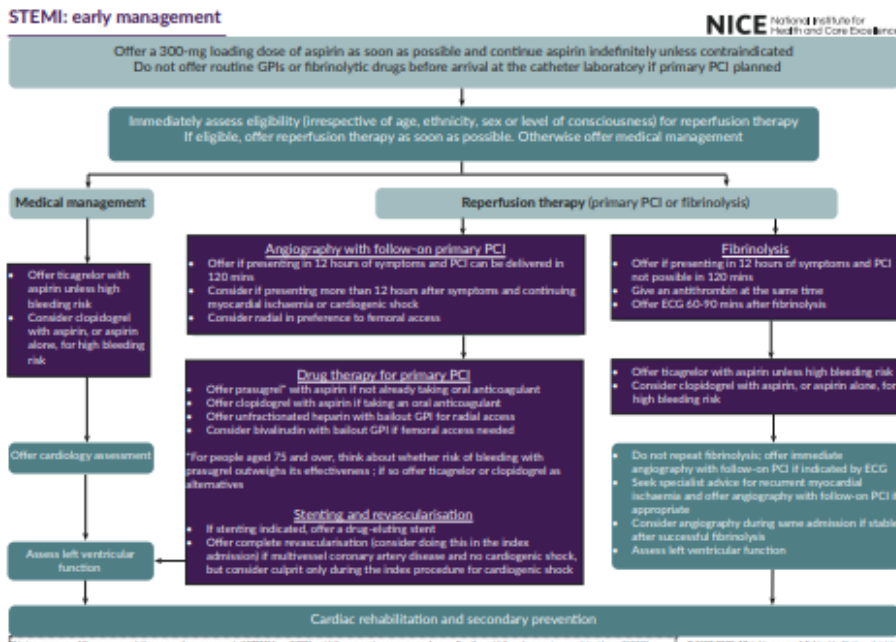 STEMI: early management
NICE National Institute for
Health and Care Excellence
Offer a 300-mg loading dose of aspirin as soon as possible and continue aspirin indefinitely unless contraindicated
Do not offer routine GPIs or fibrinolytic drugs before arrival at the catheter laboratory if primary PCI planned
Immediately assess eligibility (irrespective of age, ethnicity, sex or level of consciousness) for reperfusion therapy
If eligible, offer reperfusion therapy as soon as possible. Otherwise offer medical management
Medical management
• Offer ticagrelor with
aspirin unless high
bleeding risk
• Consider clopidogrel
with aspirin, or aspirin
alone, for high bleeding
risk
Offer cardiology assessment
Assess left ventricular
function
Reperfusion therapy (primary PCI or fibrinolysis)
Angiography with follow-on primary PCI
• Offer if presenting in 12 hours of symptoms and PCI can be delivered in
120 mins
• Consider if presenting more than 12 hours after symptoms and continuing
myocardial ischaemia or cardiogenic shock
• Consider radial in preference to femoral access
Drug therapy for primary PCI
• Offer prasugrel* with aspirin if not already taking oral anticoagulant
• Offer clopidogrel with aspirin if taking an oral anticoagulant
• Offer unfractionated heparin with bailout GPI for radial access
• Consider bivalirudin with bailout GPI if femoral access needed
*For people aged 75 and over, think about whether risk of bleeding with
prasugrel outweighs its effectiveness ; if so offer ticagrelor or clopidogrel as
alternatives
Stenting and revascularisation
• If stenting indicated, offer a drug-eluting stent
• Offer complete revascularisation (consider doing this in the index
admission) if multivessel coronary artery disease and no cardiogenic shock,
but consider culprit only during the index procedure for cardiogenic shock
Fibrinolysis
• Offer if presenting in 12 hours of symptoms and PCI
not possible in 120 mins
• Give an antithrombin at the same time
• Offer ECG 60-90 mins after fibrinolysis
• Offer ticagrelor with aspirin unless high bleeding risk
• Consider clopidogrel with aspirin, or aspirin alone, for
high bleeding risk
• Do not repeat fibrinolysis; offer immediate
angiography with follow-on PCI if indicated by ECG
• Seek specialist advice for recurrent myocardial
ischaemia and offer angiography with follow-on PCI if
appropriate
• Consider angiography during same admission if stable
after successful fibrinolysis
• Assess left ventricular function
Cardiac rehabilitation and secondary prevention